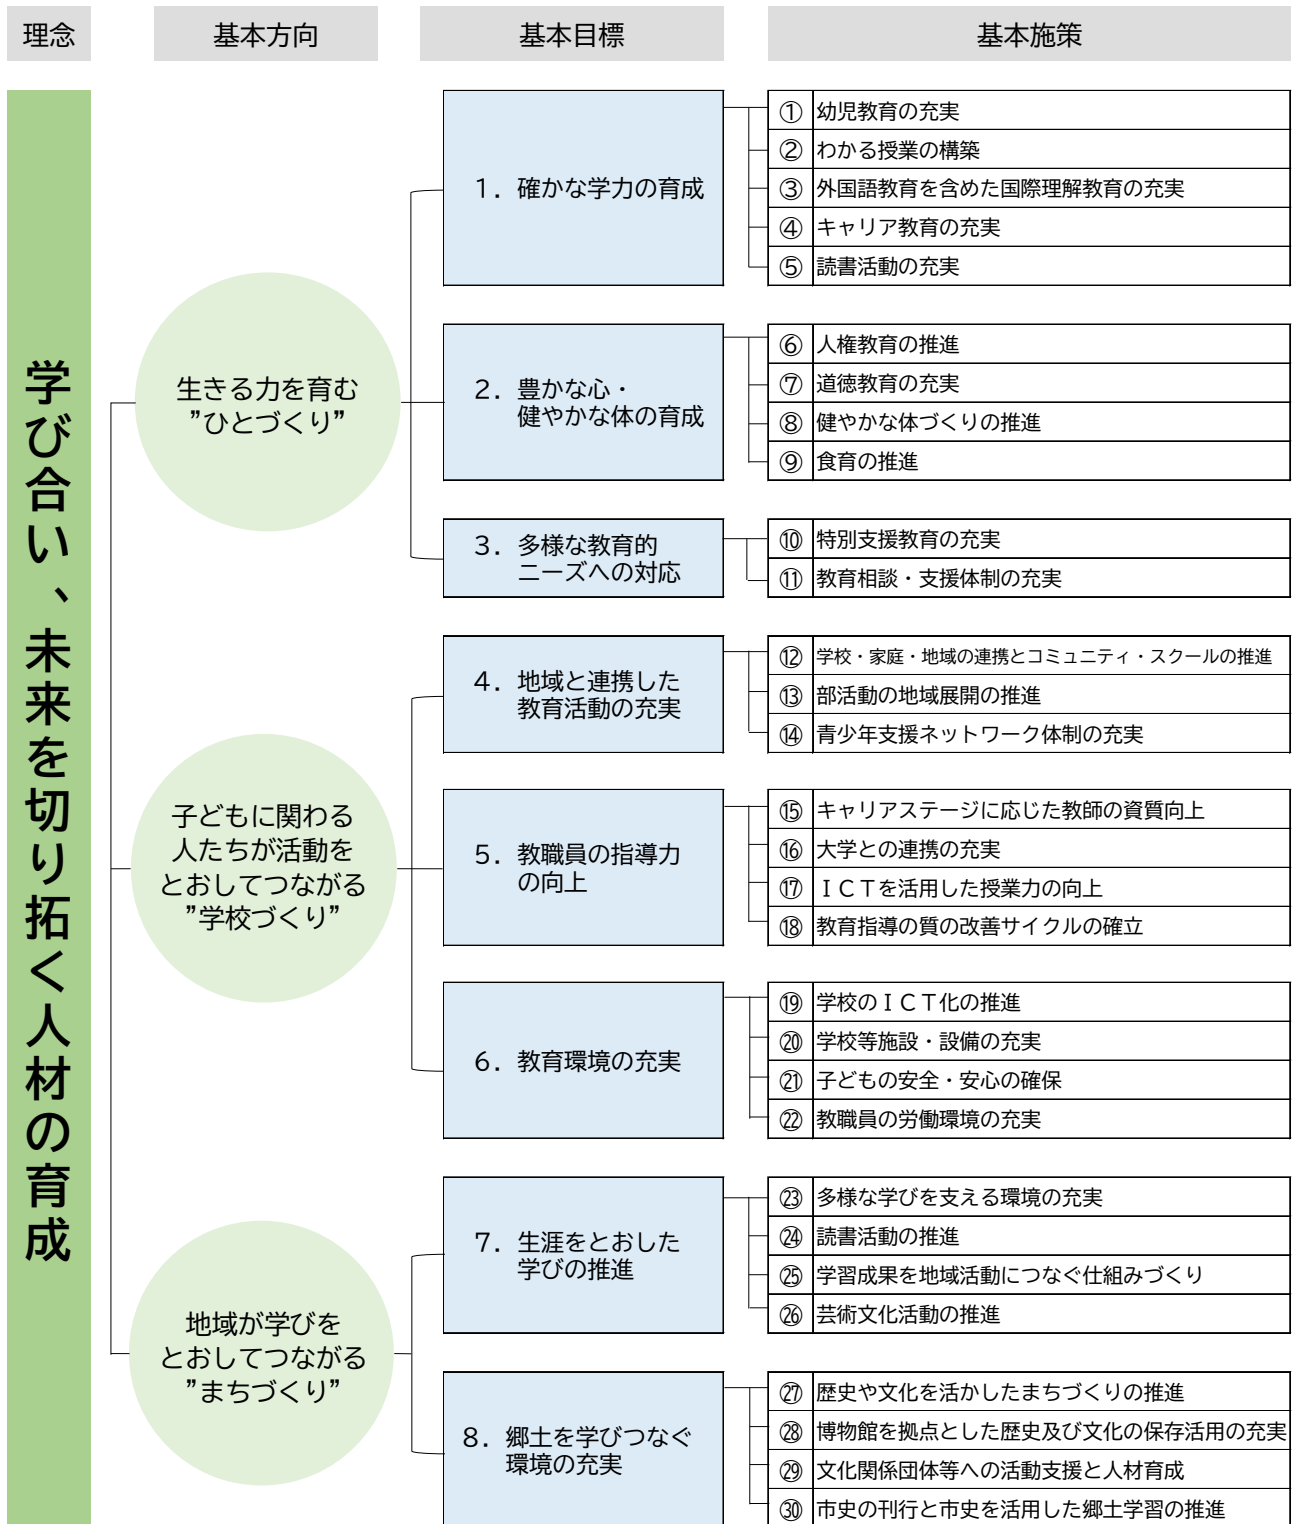 理念
基本方向
基本目標
基本施策
学び合い、未来を切り拓く人材の育成
生きる力を育む
”ひとづくり”
1．確かな学力の育成
① 幼児教育の充実
② わかる授業の構築
③ 外国語教育を含めた国際理解教育の充実
④ キャリア教育の充実
⑤ 読書活動の充実
2．豊かな心・
健やかな体の育成
⑥ 人権教育の推進
⑦ 道徳教育の充実
⑧ 健やかな体づくりの推進
⑨ 食育の推進
3．多様な教育的
ニーズへの対応
⑩ 特別支援教育の充実
⑪ 教育相談・支援体制の充実
子どもに関わる
人たちが活動を
とおしてつながる
”学校づくり”
4．地域と連携した
教育活動の充実
⑫ 学校・家庭・地域の連携とコミュニティ・スクールの推進
⑬ 部活動の地域展開の推進
⑭ 青少年支援ネットワーク体制の充実
5．教職員の指導力
の向上
⑮ キャリアステージに応じた教師の資質向上
⑯ 大学との連携の充実
⑰ ＩＣＴを活用した授業力の向上
⑱ 教育指導の質の改善サイクルの確立
6．教育環境の充実
⑲ 学校のＩＣＴ化の推進
⑳ 学校等施設・設備の充実
㉑ 子どもの安全・安心の確保
㉒ 教職員の労働環境の充実
地域が学びを
とおしてつながる
”まちづくり”
7．生涯をとおした
学びの推進
㉓ 多様な学びを支える環境の充実
㉔ 読書活動の推進
㉕ 学習成果を地域活動につなぐ仕組みづくり
㉖ 芸術文化活動の推進
8．郷土を学びつなぐ
環境の充実
㉗ 歴史や文化を活かしたまちづくりの推進
㉘ 博物館を拠点とした歴史及び文化の保存活用の充実
㉙ 文化関係団体等への活動支援と人材育成
㉚ 市史の刊行と市史を活用した郷土学習の推進